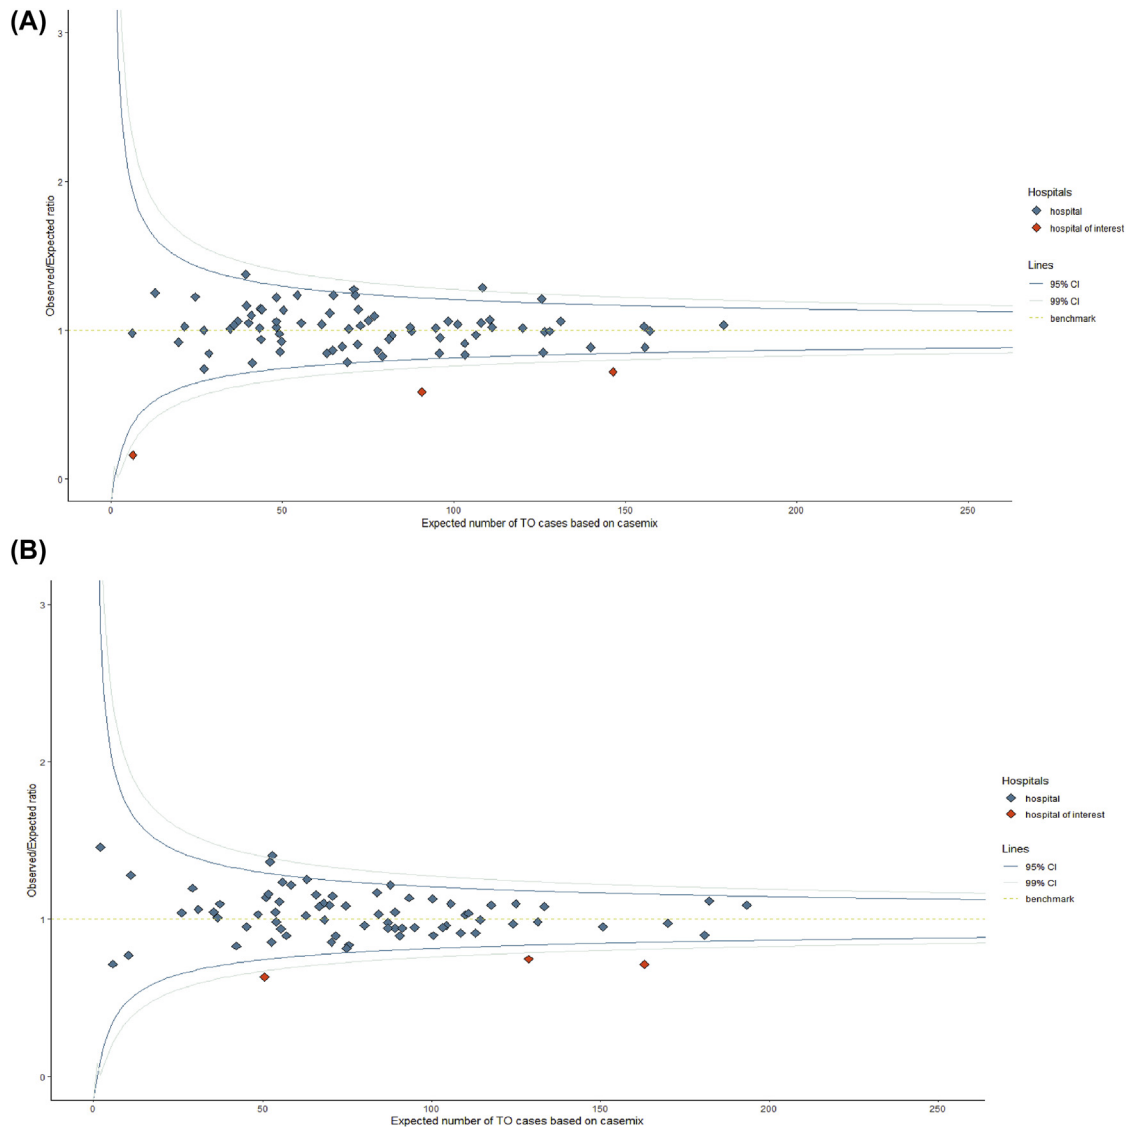 (A)
3
2
1
0
Observed/Expected ratio
0 50 100 150 200 250
Expected number of TO cases based on casemix
Hospitals
hospital
hospital of interest
Lines
95% CI
99% CI
benchmark
(B)
3
2
1
0
Observed/Expected ratio
0 50 100 150 200 250
Expected number of TO cases based on casemix
Hospitals
hospital
hospital of interest
Lines
95% CI
99% CI
benchmark